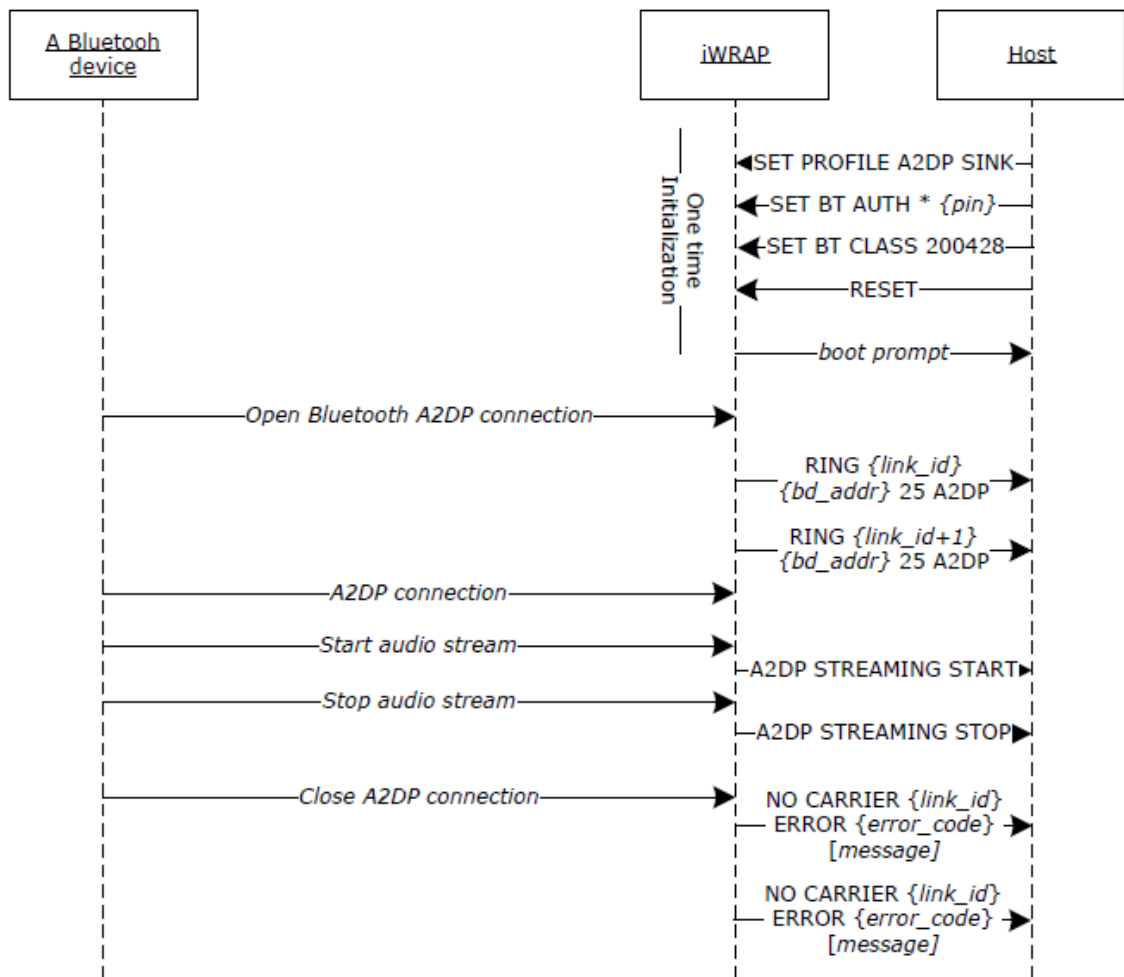 A Bluetooh
device
iWRAP
Host
One time
Initialization
SET PROFILE A2DP SINK
SET BT AUTH * {pin}
SET BT CLASS 200428
RESET
boot prompt
Open Bluetooth A2DP connection
RING {link_id}
{bd_addr} 25 A2DP
RING {link_id+1}
{bd_addr} 25 A2DP
A2DP connection
Start audio stream
A2DP STREAMING START
Stop audio stream
A2DP STREAMING STOP
Close A2DP connection
NO CARRIER {link_id}
ERROR {error_code}
[message]
NO CARRIER {link_id}
ERROR {error_code}
[message]